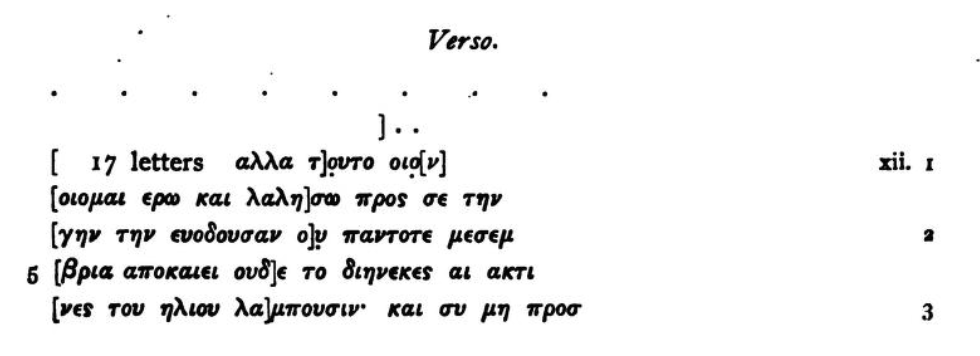 Verso.
. . . . . . . .
] . .
[ 17 letters αλλα τ]ο̣υτο οιο̣[ν] xii. 1
[οιομαι ερω και λαλη]σω προς σε την
[γην την ευοδουσαν ο]υ̣ παντοτε μεσεμ 2
5 [βρια αποκαιει ουδ]ε το διηνεκες αι ακτι
[νες του ηλιου λα]μπουσιν· και συ μη προσ 3